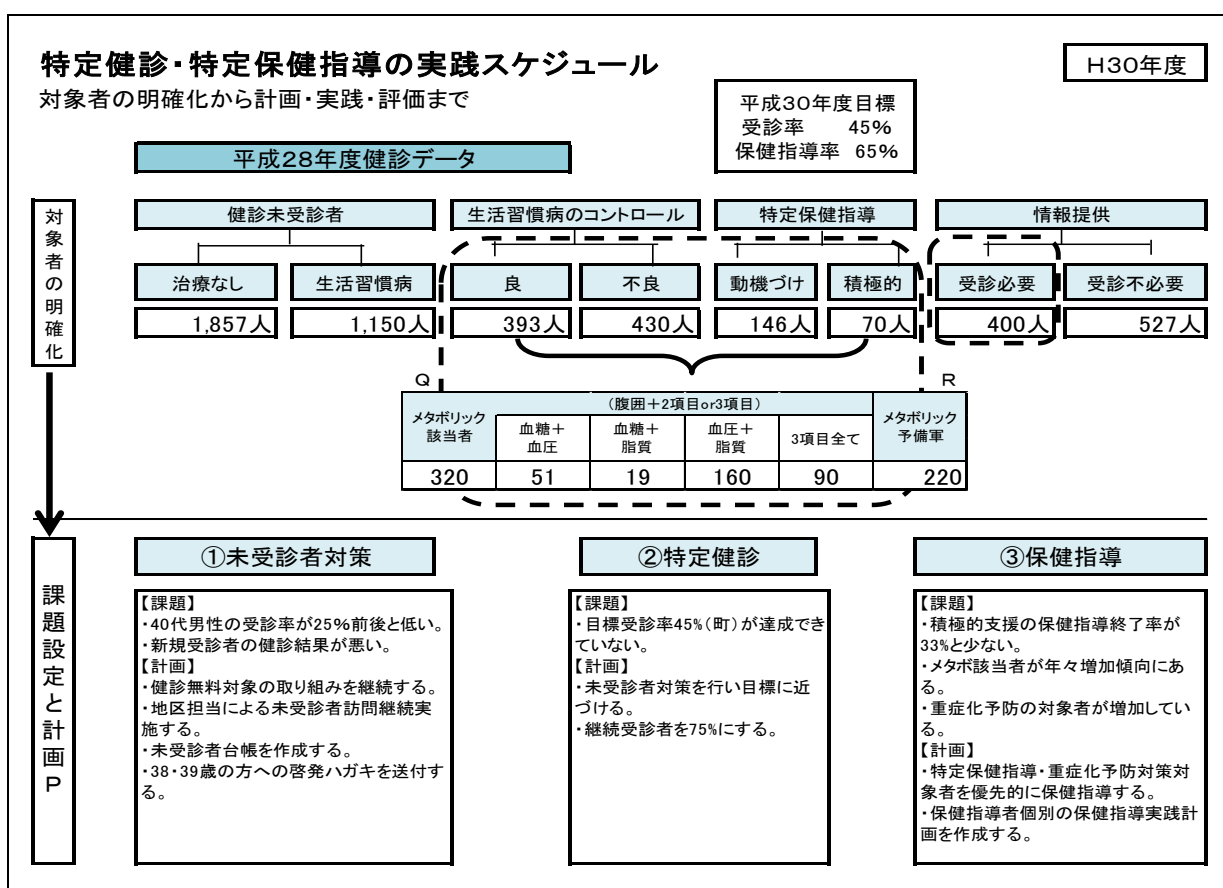 特定健診・特定保健指導の実践スケジュール
H30年度
対象者の明確化から計画・実践・評価まで
平成30年度目標
受診率 45%
保健指導率 65%
平成28年度健診データ
対象者の明確化
健診未受診者
生活習慣病のコントロール
特定保健指導
情報提供
治療なし
生活習慣病
良
不良
動機づけ
積極的
受診必要
受診不必要
1,857人
1,150人
393人
430人
146人
70人
400人
527人
Q
R
メタボリック
該当者
(腹囲+2項目or3項目)
血糖+
血圧
血糖+
脂質
血圧+
脂質
3項目全て
メタボリック
予備軍
320
51
19
160
90
220
課題設定と計画P
①未受診者対策
【課題】
・40代男性の受診率が25%前後と低い。
・新規受診者の健診結果が悪い。
【計画】
・健診無料対象の取り組みを継続する。
・地区担当による未受診者訪問継続実
施する。
・未受診者台帳を作成する。
・38・39歳の方への啓発ハガキを送付す
る。
②特定健診
【課題】
・目標受診率45%(町)が達成でき
ていない。
【計画】
・未受診者対策を行い目標に近
づける。
・継続受診者を75%にする。
③保健指導
【課題】
・積極的支援の保健指導終了率が
33%と少ない。
・メタボ該当者が年々増加傾向にあ
る。
・重症化予防の対象者が増加してい
る。
【計画】
・特定保健指導・重症化予防対策対
象者を優先的に保健指導する。
・保健指導者個別の保健指導実践計
画を作成する。